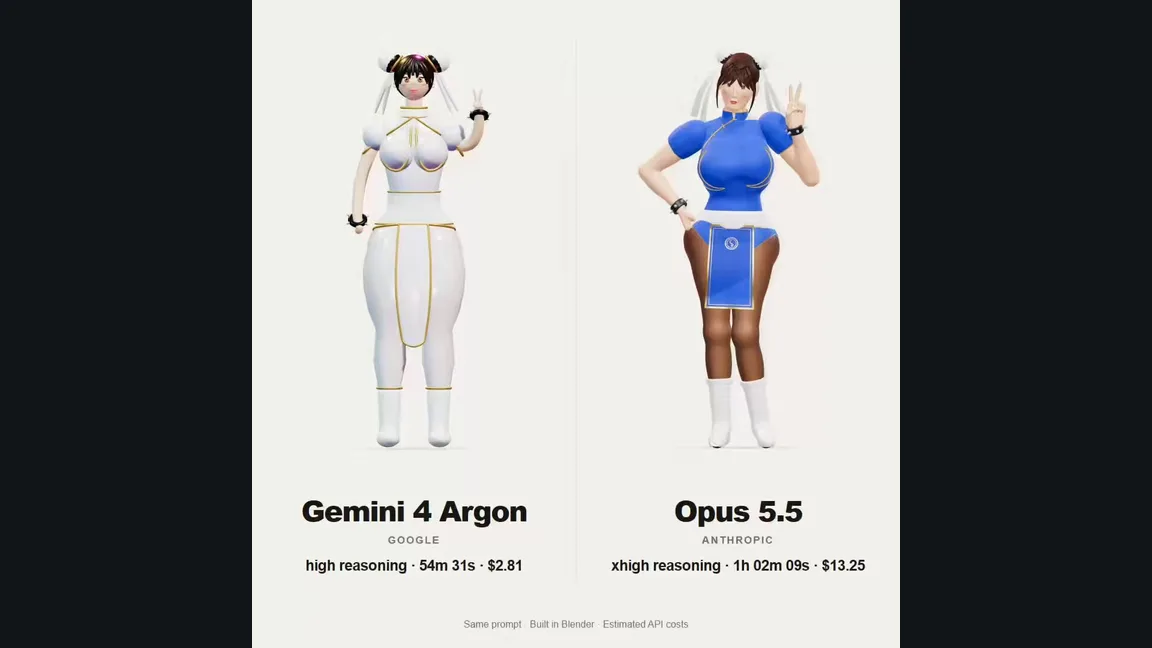 Gemini 4 Argon
GOOGLE
high reasoning · 54m 31s · $2.81
Opus 5.5
ANTHROPIC
xhigh reasoning · 1h 02m 09s · $13.25
Same prompt · Built in Blender · Estimated API costs